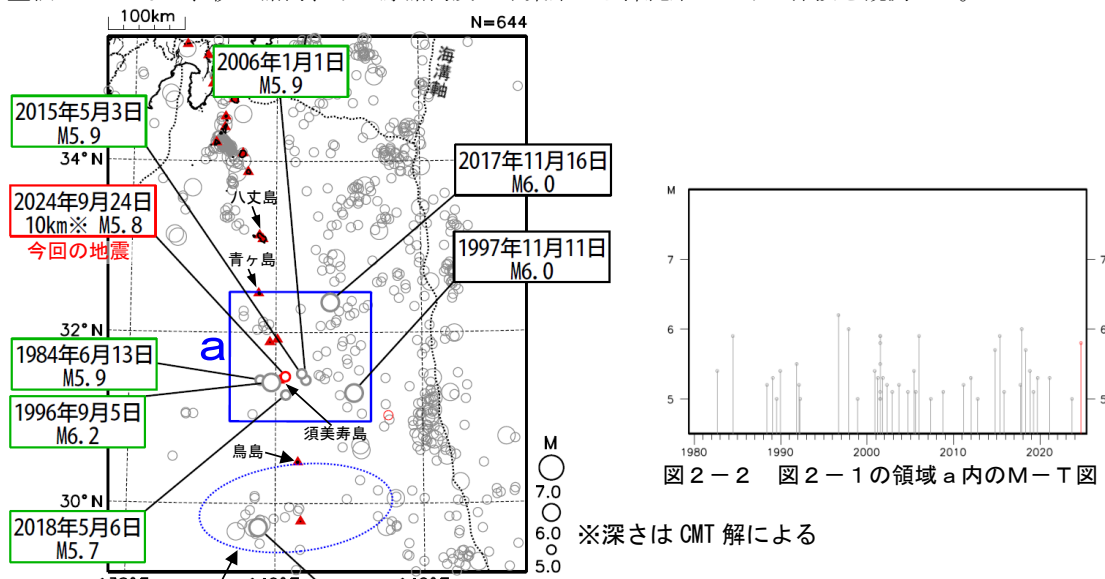 100km
N=644
海溝軸
2006年1月1日
M5.9
2015年5月3日
M5.9
34°N
2017年11月16日
M6.0
八丈島
2024年9月24日
10km※ M5.8
今回の地震
1997年11月11日
M6.0
青ヶ島
32°N
a
1984年6月13日
M5.9
1996年9月5日
M6.2
須美寿島
鳥島
M
7.0
6.0
5.0
30°N
2018年5月6日
M5.7
※深さは CMT 解による
M
7
6
5
7
6
5
1980
1990
2000
2010
2020
図2-2 図2-1の領域a内のM-T図